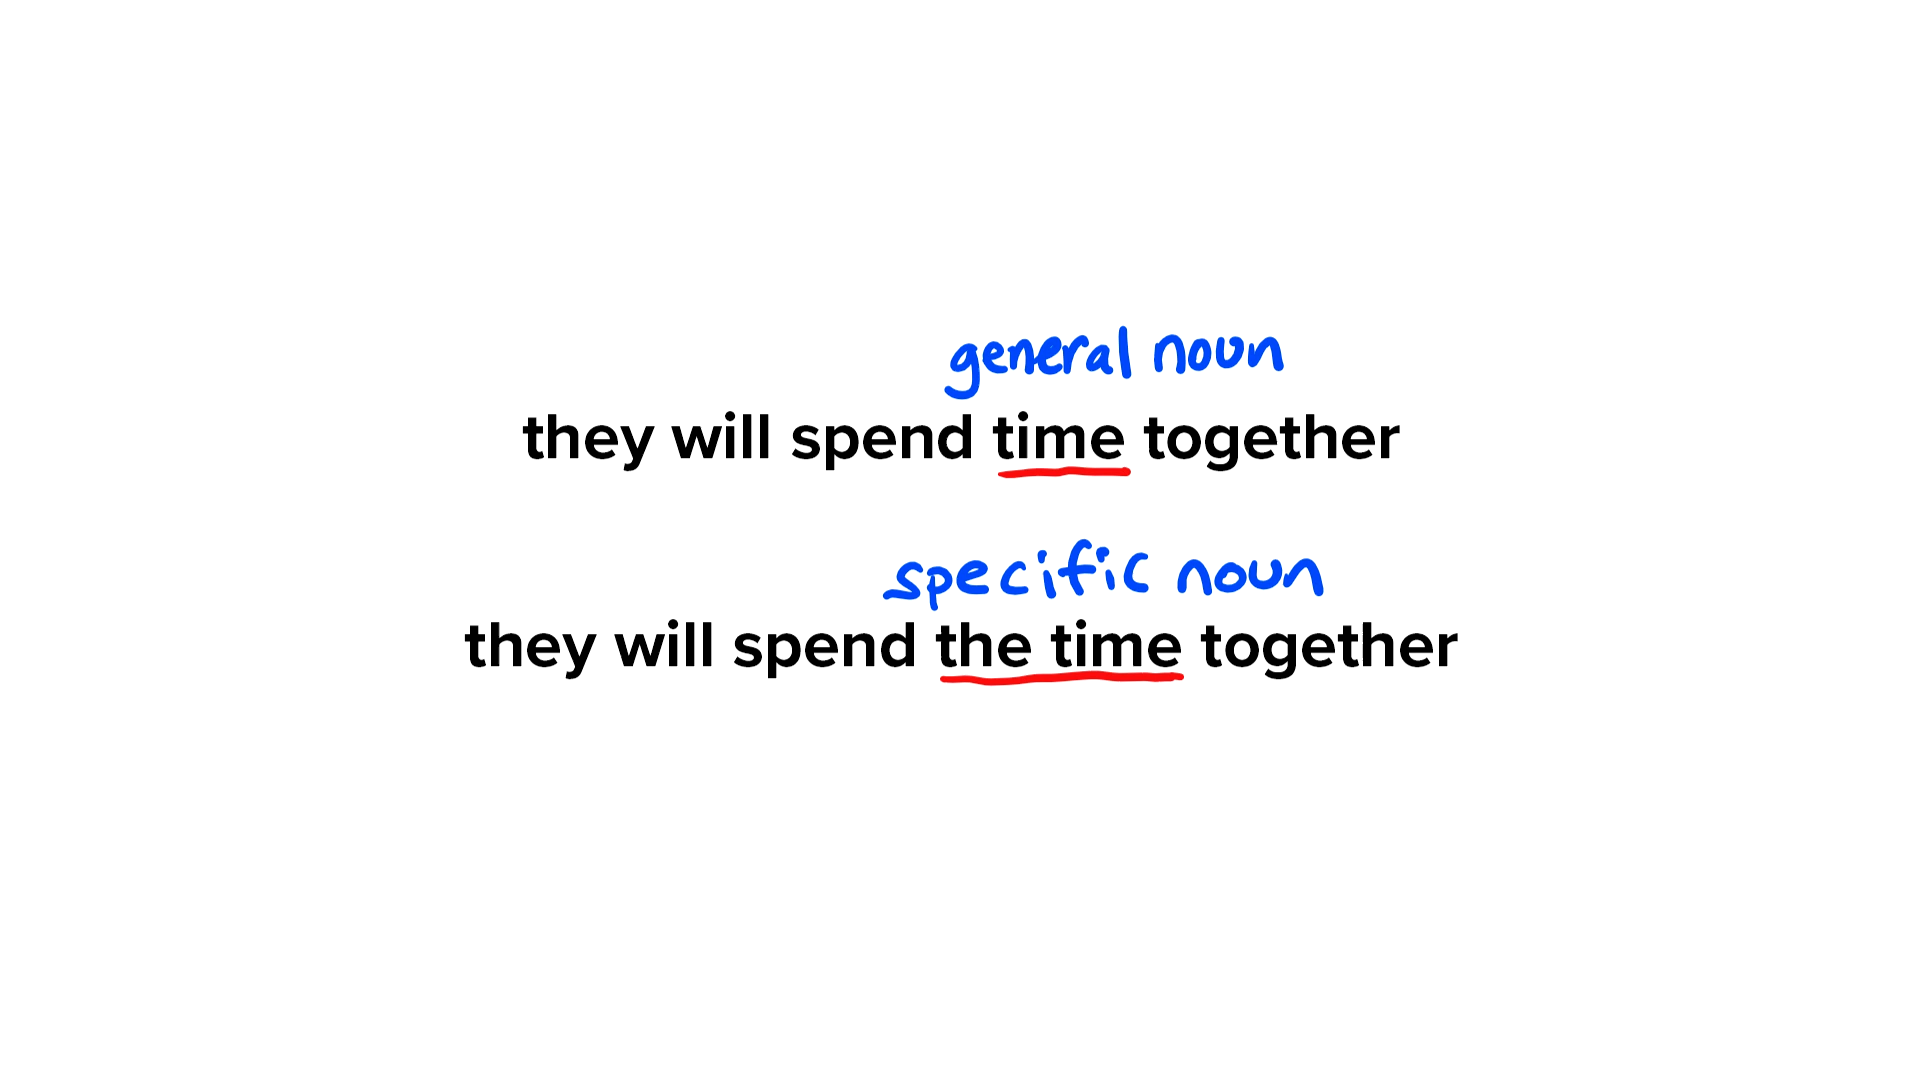 general noun
they will spend time together
specific noun
they will spend the time together